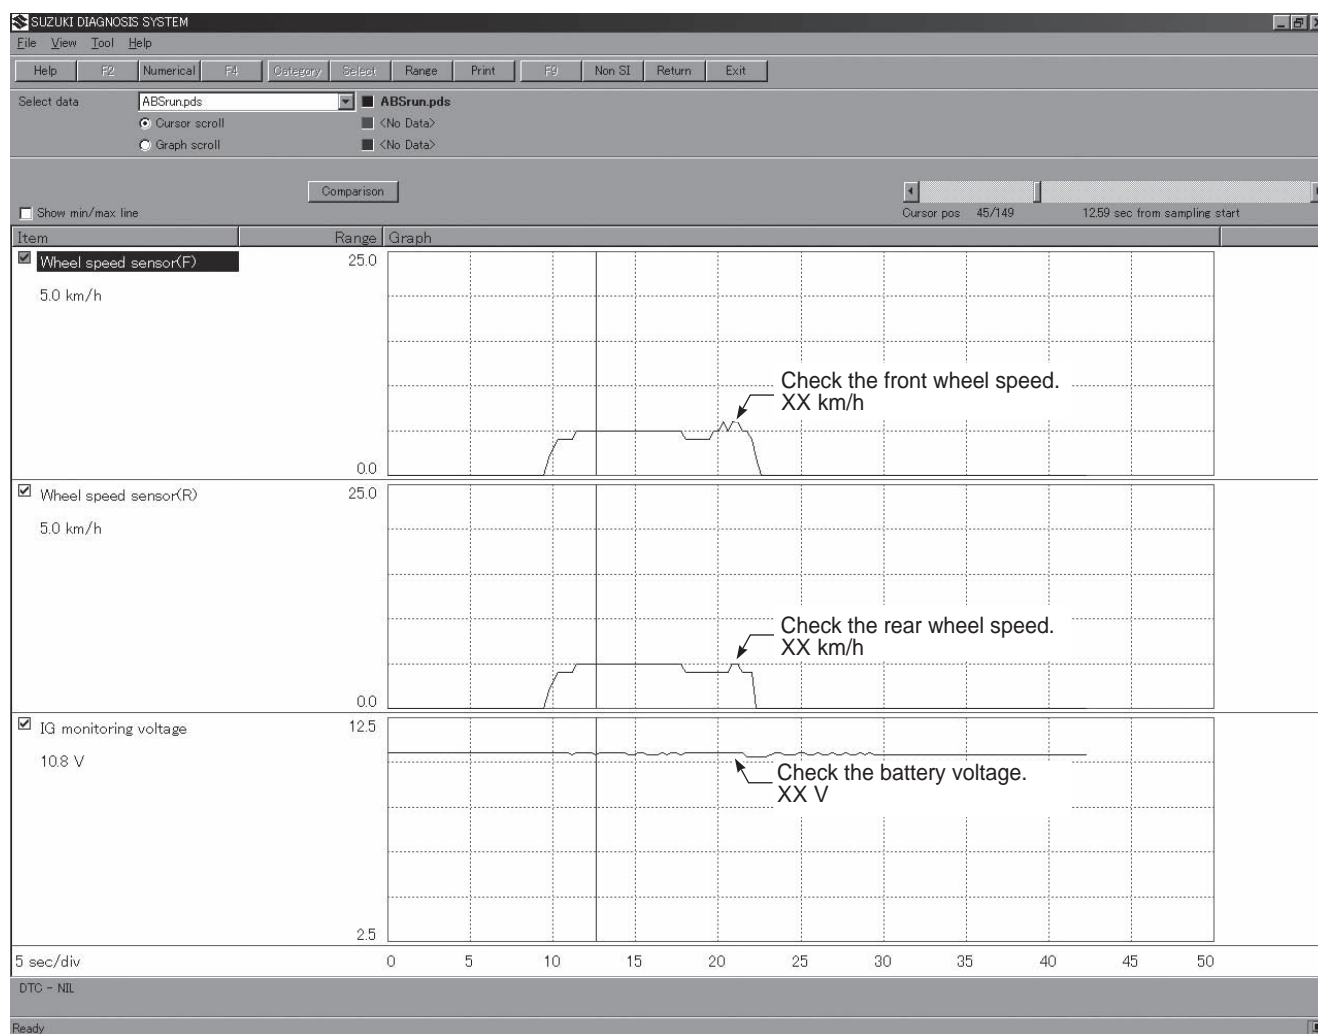 SUZUKI DIAGNOSIS SYSTEM
File View Tool Help
Help F2 Numerical F4 Category Select Range Print F9 Non SI Return Exit
Select data ABSrun.pds ABSrun.pds
Cursor scroll <No Data>
Graph scroll <No Data>
Comparison
Show min/max line Cursor pos 45/149 12.59 sec from sampling start
Item Range Graph
Wheel speed sensor(F) 25.0
5.0 km/h
Check the front wheel speed.
XX km/h
0.0
Wheel speed sensor(R) 25.0
5.0 km/h
Check the rear wheel speed.
XX km/h
0.0
IG monitoring voltage 12.5
10.8 V
Check the battery voltage.
XX V
2.5
5 sec/div 0 5 10 15 20 25 30 35 40 45 50
DTC - NIL
Ready